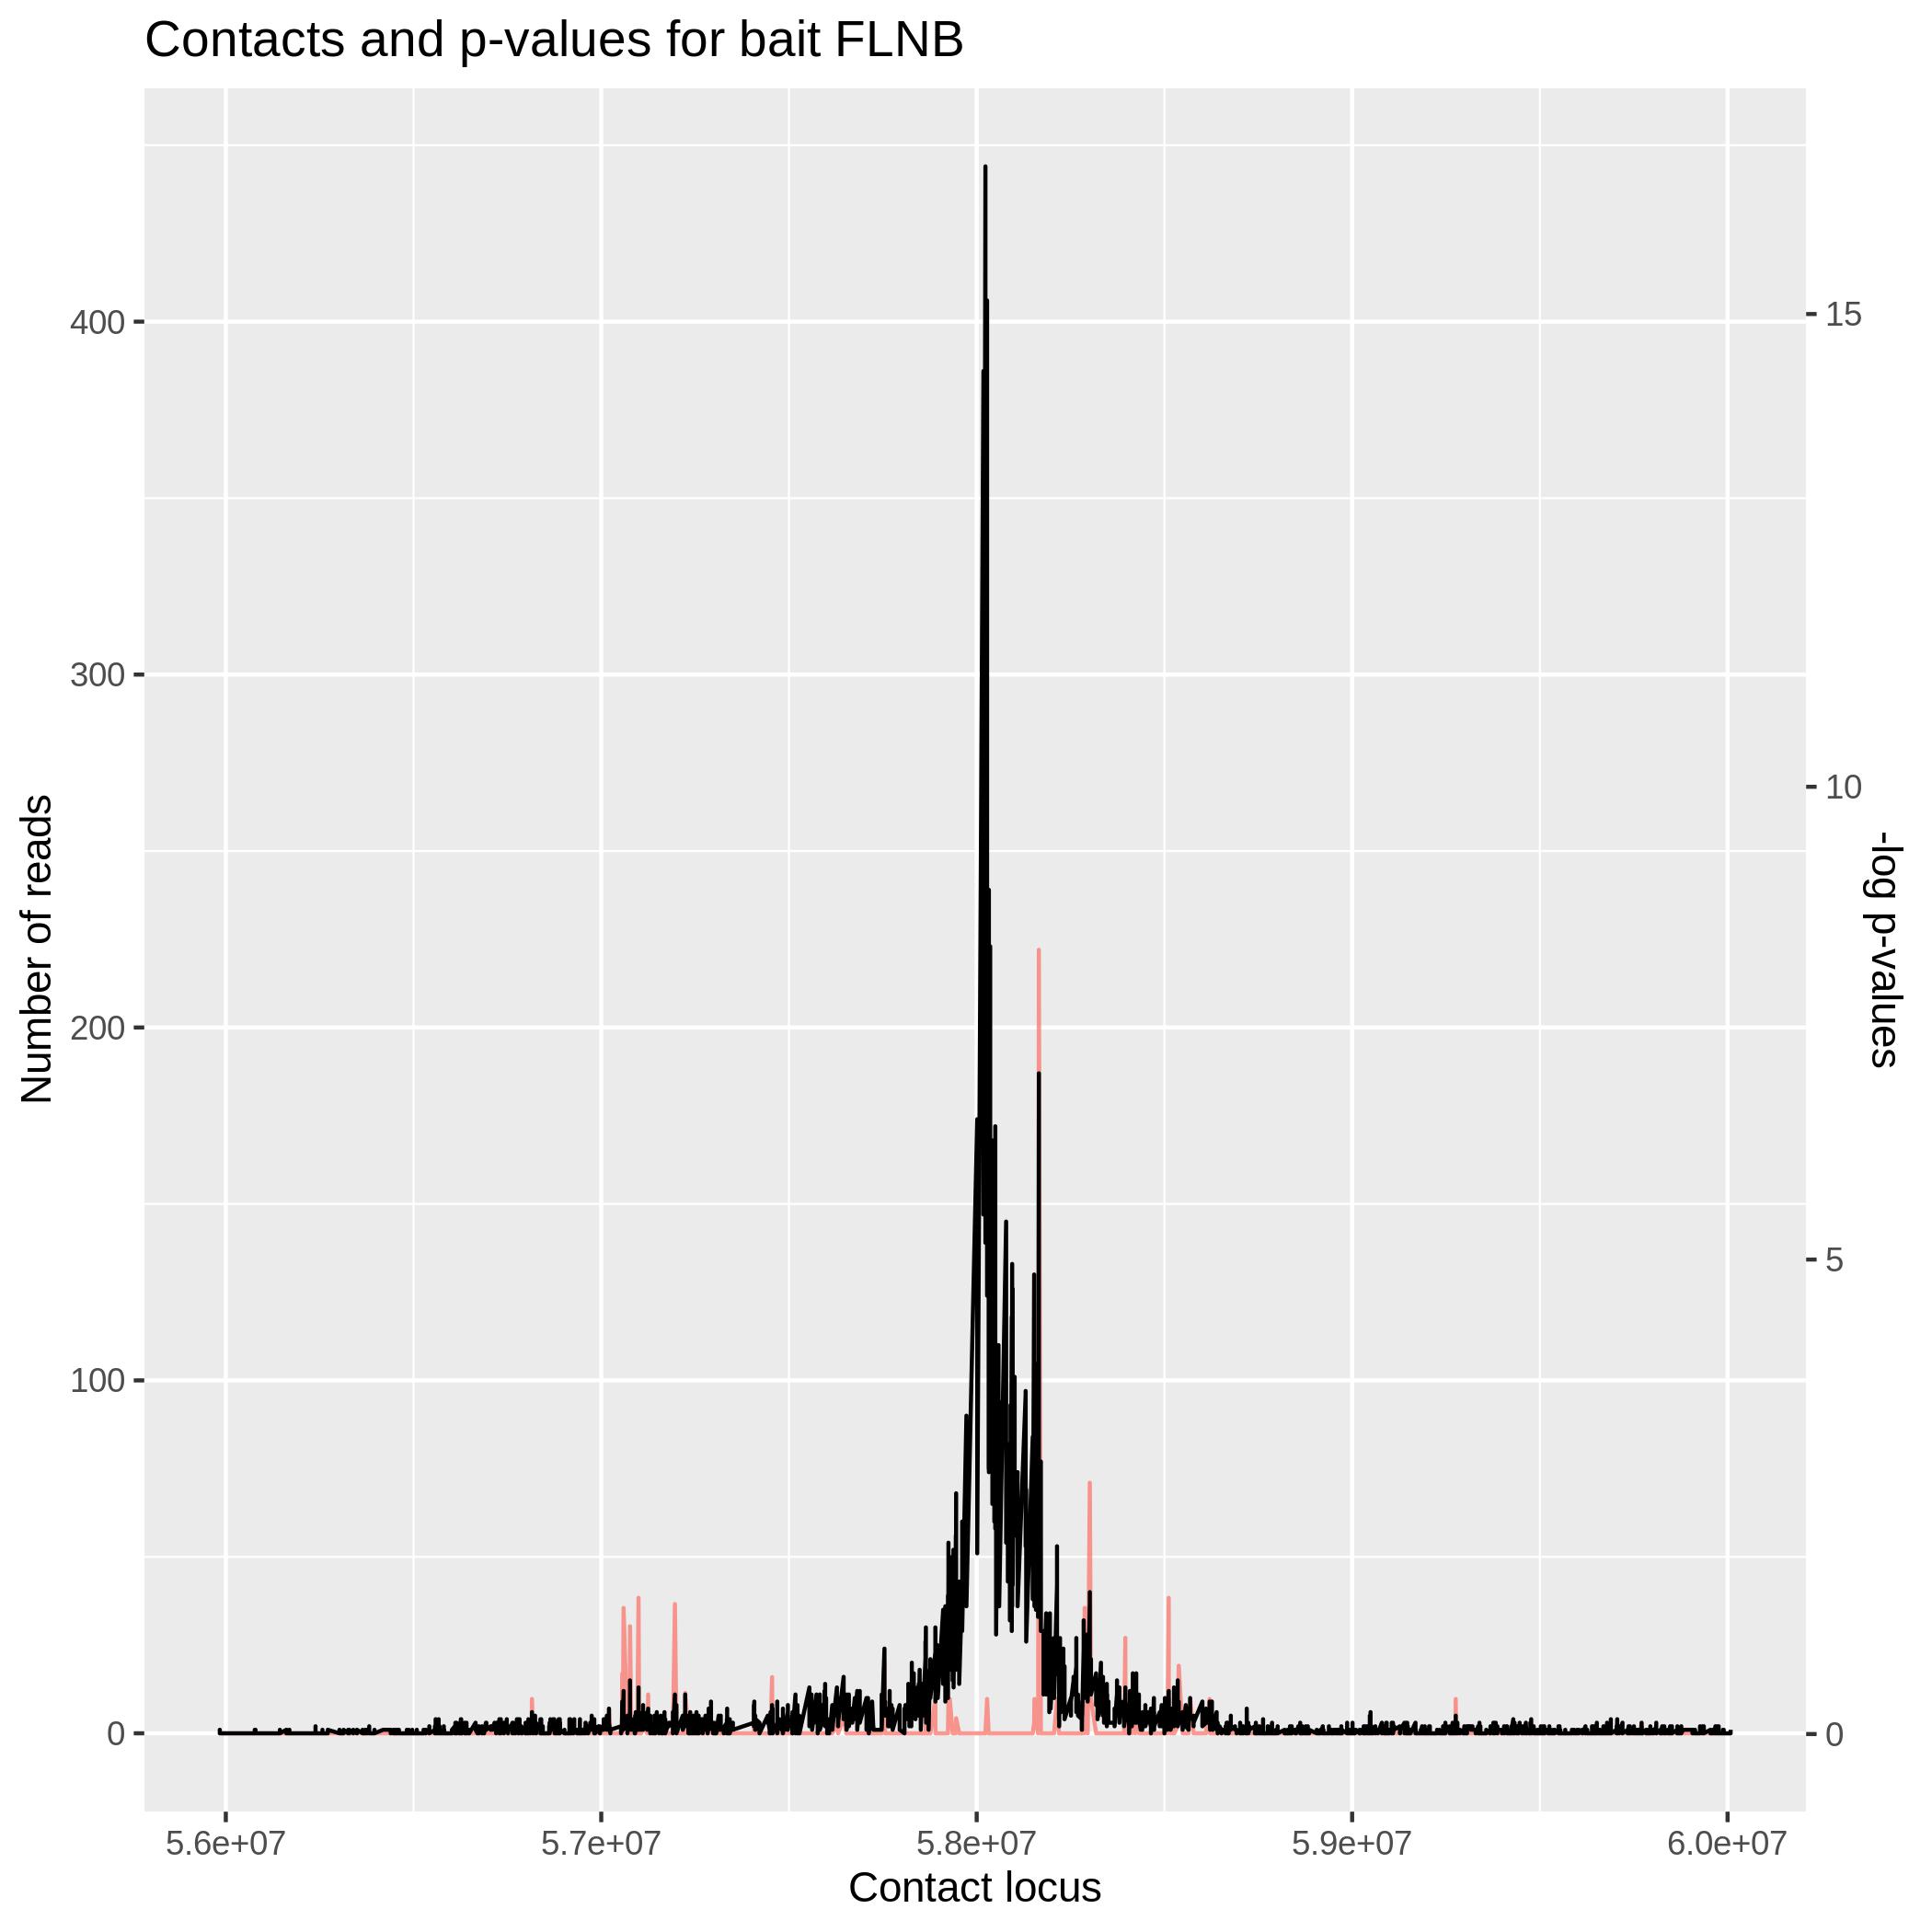 Contacts and p-values for bait FLNB
Number of reads
400
300
200
100
0
15
10
5
0
-log p-values
5.6e+07
5.7e+07
5.8e+07
5.9e+07
6.0e+07
Contact locus